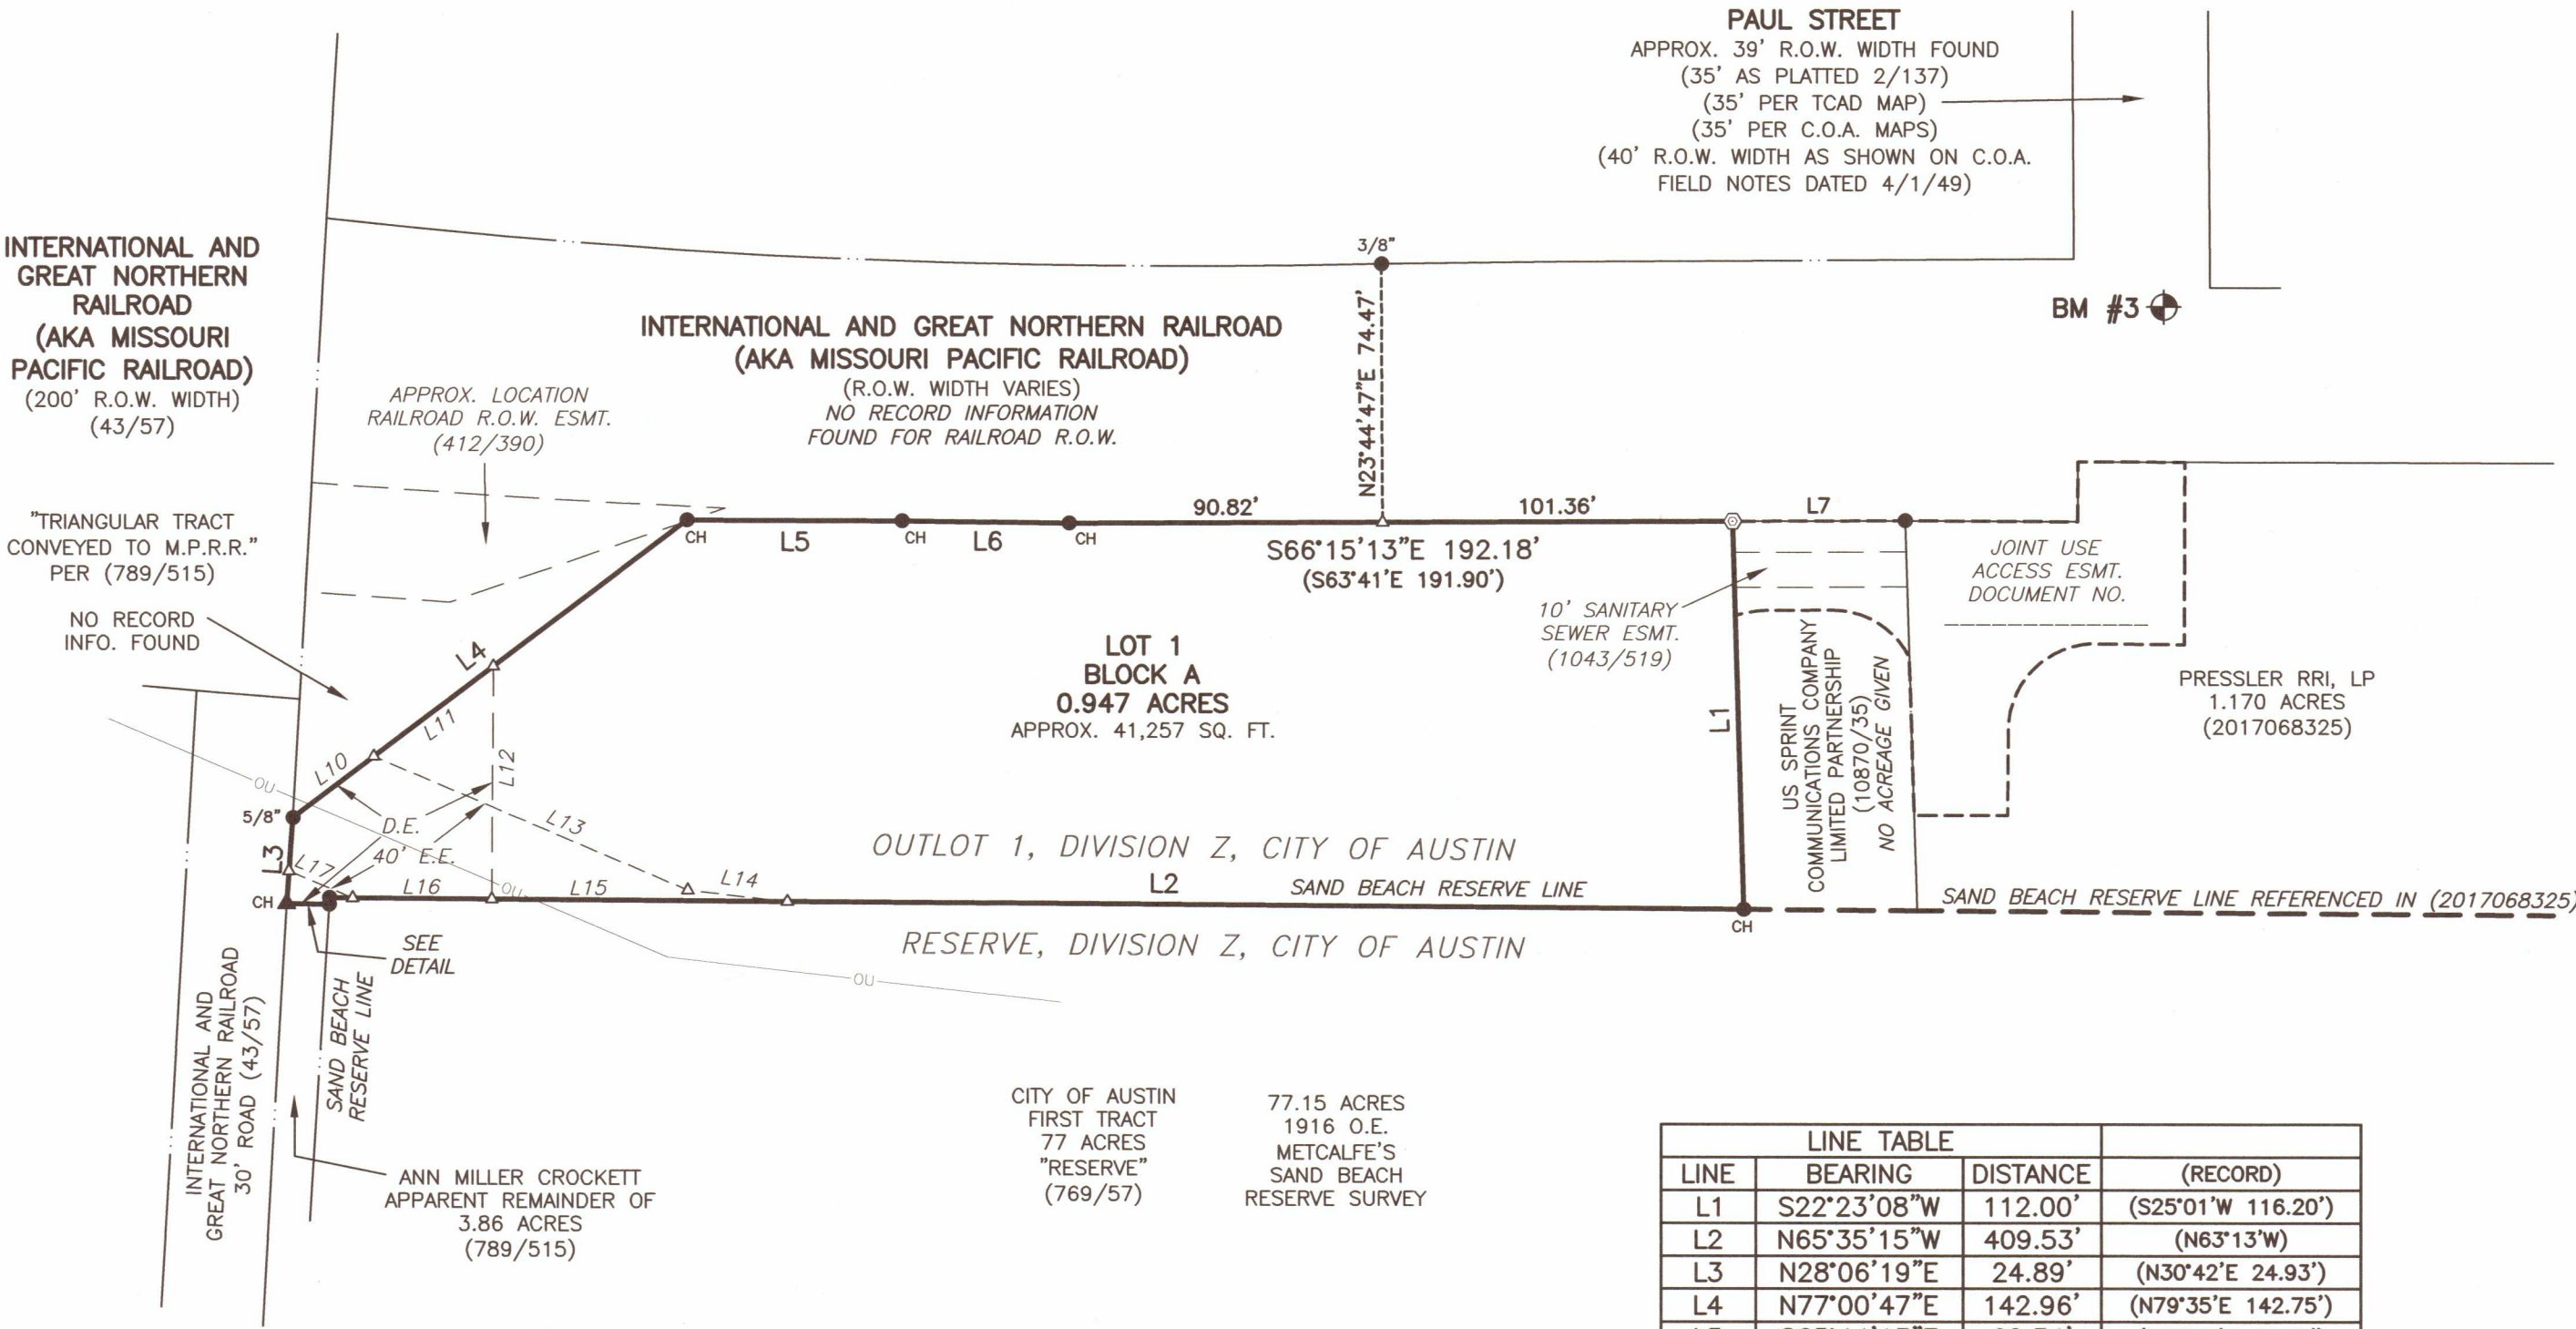 PAUL STREET
APPROX. 39' R.O.W. WIDTH FOUND
(35' AS PLATTED 2/137)
(35' PER TCAD MAP)
(35' PER C.O.A. MAPS)
(40' R.O.W. WIDTH AS SHOWN ON C.O.A.
FIELD NOTES DATED 4/1/49)
INTERNATIONAL AND
GREAT NORTHERN
RAILROAD
(AKA MISSOURI
PACIFIC RAILROAD)
(200' R.O.W. WIDTH)
(43/57)
3/8"
N23°44'47"E 74.47'
BM #3
INTERNATIONAL AND GREAT NORTHERN RAILROAD
(AKA MISSOURI PACIFIC RAILROAD)
(R.O.W. WIDTH VARIES)
NO RECORD INFORMATION
FOUND FOR RAILROAD R.O.W.
APPROX. LOCATION
RAILROAD R.O.W. ESMT.
(412/390)
"TRIANGULAR TRACT
CONVEYED TO M.P.R.R."
PER (789/515)
NO RECORD
INFO. FOUND
CH
L5
CH
L6
CH
90.82'
101.36'
L7
S66°15'13"E 192.18'
(S63°41'E 191.90')
10' SANITARY
SEWER ESMT.
(1043/519)
JOINT USE
ACCESS ESMT.
DOCUMENT NO.
LOT 1
BLOCK A
0.947 ACRES
APPROX. 41,257 SQ. FT.
L1
US SPRINT
COMMUNICATIONS COMPANY
LIMITED PARTNERSHIP
(10870/35)
NO ACREAGE GIVEN
PRESSLER RRI, LP
1.170 ACRES
(2017068325)
L4
L11
L10
L12
OU
5/8"
D.E.
L13
40' E.E.
L3
L17
CH
L16
OU
L15
L14
OUTLOT 1, DIVISION Z, CITY OF AUSTIN
L2
SAND BEACH RESERVE LINE
SAND BEACH RESERVE LINE REFERENCED IN (2017068325)
CH
RESERVE, DIVISION Z, CITY OF AUSTIN
OU
SEE
DETAIL
INTERNATIONAL AND
GREAT NORTHERN RAILROAD
30' ROAD (43/57)
SAND BEACH
RESERVE LINE
ANN MILLER CROCKETT
APPARENT REMAINDER OF
3.86 ACRES
(789/515)
CITY OF AUSTIN
FIRST TRACT
77 ACRES
"RESERVE"
(769/57)
77.15 ACRES
1916 O.E.
METCALFE'S
SAND BEACH
RESERVE SURVEY
LINE TABLE
LINE BEARING DISTANCE (RECORD)
L1 S22°23'08"W 112.00' (S25°01'W 116.20')
L2 N65°35'15"W 409.53' (N63°13'W)
L3 N28°06'19"E 24.89' (N30°42'E 24.93')
L4 N77°00'47"E 142.96' (N79°35'E 142.75')